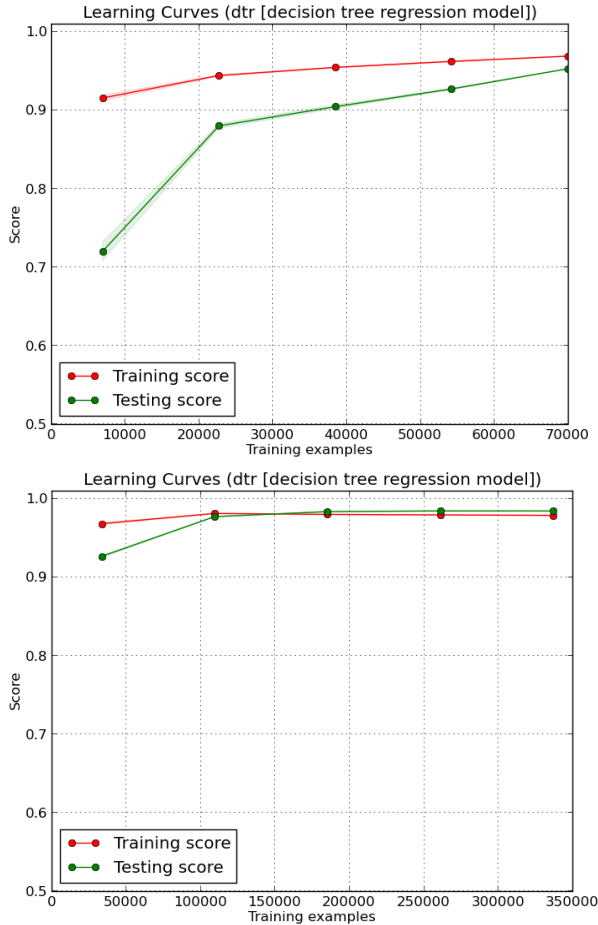 Learning Curves (dtr [decision tree regression model])
1.0
0.9
0.8
0.7
0.6
0.5
Score
Training score
Testing score
0 10000 20000 30000 40000 50000 60000 70000
Training examples
Learning Curves (dtr [decision tree regression model])
1.0
0.9
0.8
0.7
0.6
0.5
Score
Training score
Testing score
0 50000 100000 150000 200000 250000 300000 350000
Training examples